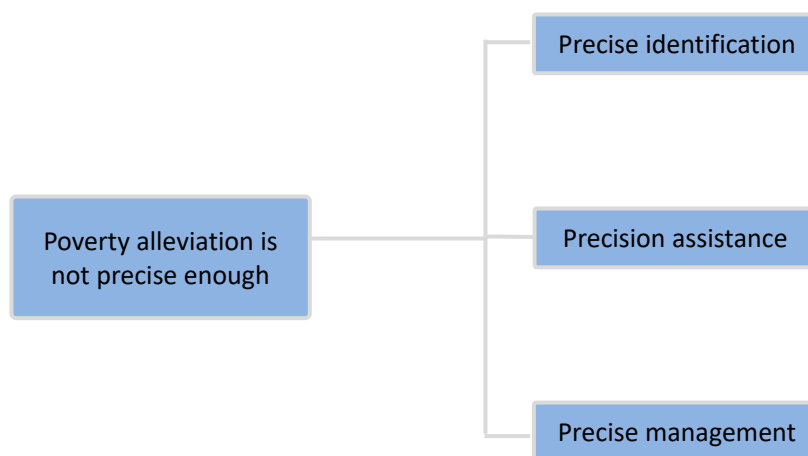 Precise identification
Poverty alleviation is
not precise enough
Precision assistance
Precise management